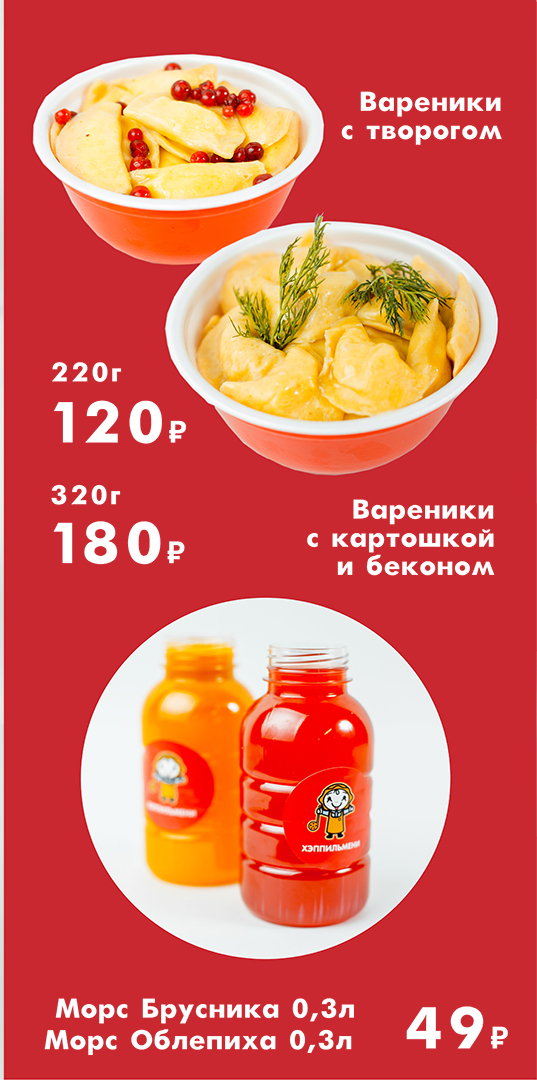 Вареники
с творогом
220г
120₽
320г
180₽
Вареники
с картошкой
и беконом
ХЭППИЛЬМЕНИ
ХЭППИЛЬМЕНИ
Морс Брусника 0,3л
Морс Облепиха 0,3л
49₽